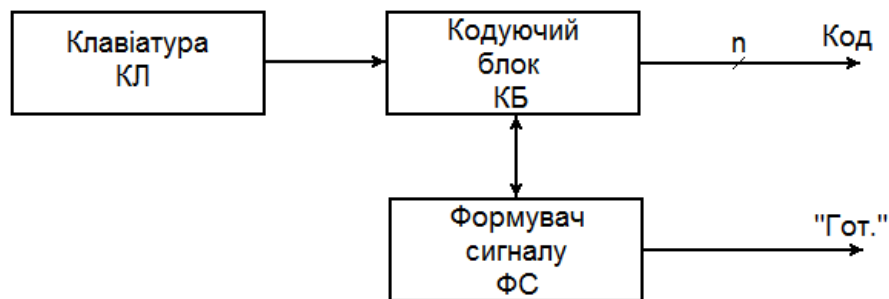 Клавіатура
КЛ
Кодуючий
блок
КБ
n
Код
Формувач
сигналу
ФС
"Гот."